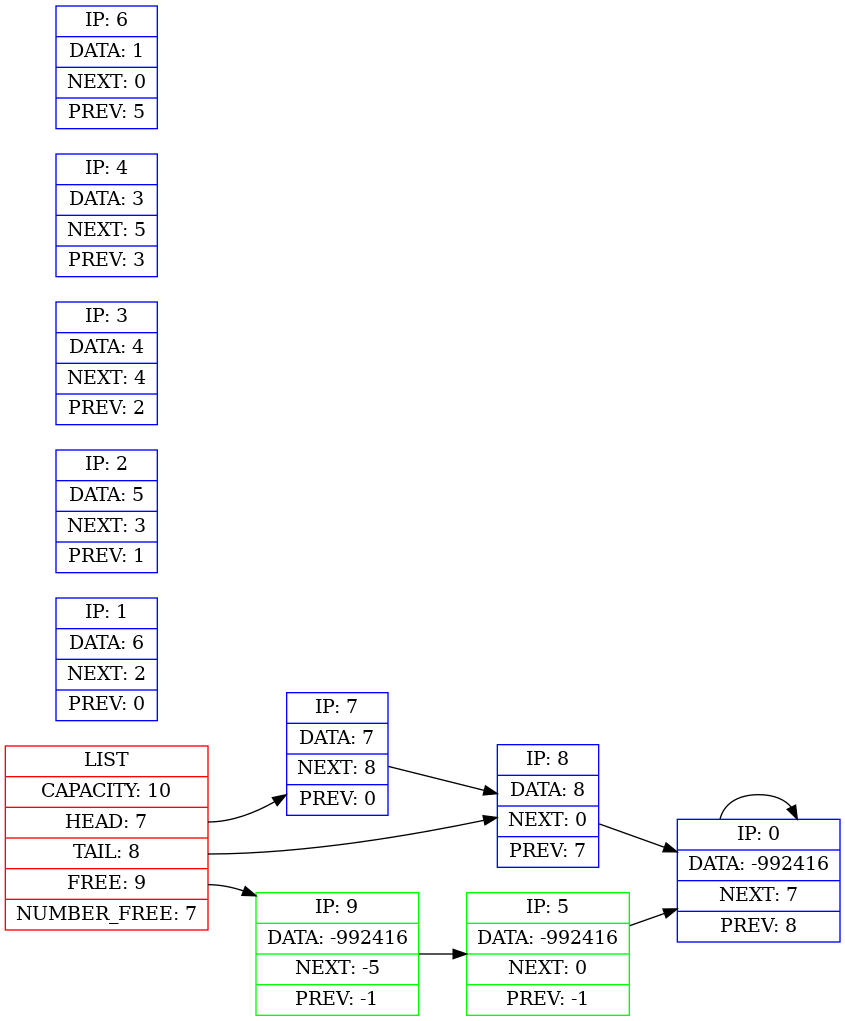 IP: 6
DATA: 1
NEXT: 0
PREV: 5
IP: 4
DATA: 3
NEXT: 5
PREV: 3
IP: 3
DATA: 4
NEXT: 4
PREV: 2
IP: 2
DATA: 5
NEXT: 3
PREV: 1
IP: 1
DATA: 6
NEXT: 2
PREV: 0
LIST
CAPACITY: 10
HEAD: 7
TAIL: 8
FREE: 9
NUMBER_FREE: 7
IP: 7
DATA: 7
NEXT: 8
PREV: 0
IP: 8
DATA: 8
NEXT: 0
PREV: 7
IP: 0
DATA: -992416
NEXT: 7
PREV: 8
IP: 9
DATA: -992416
NEXT: -5
PREV: -1
IP: 5
DATA: -992416
NEXT: 0
PREV: -1